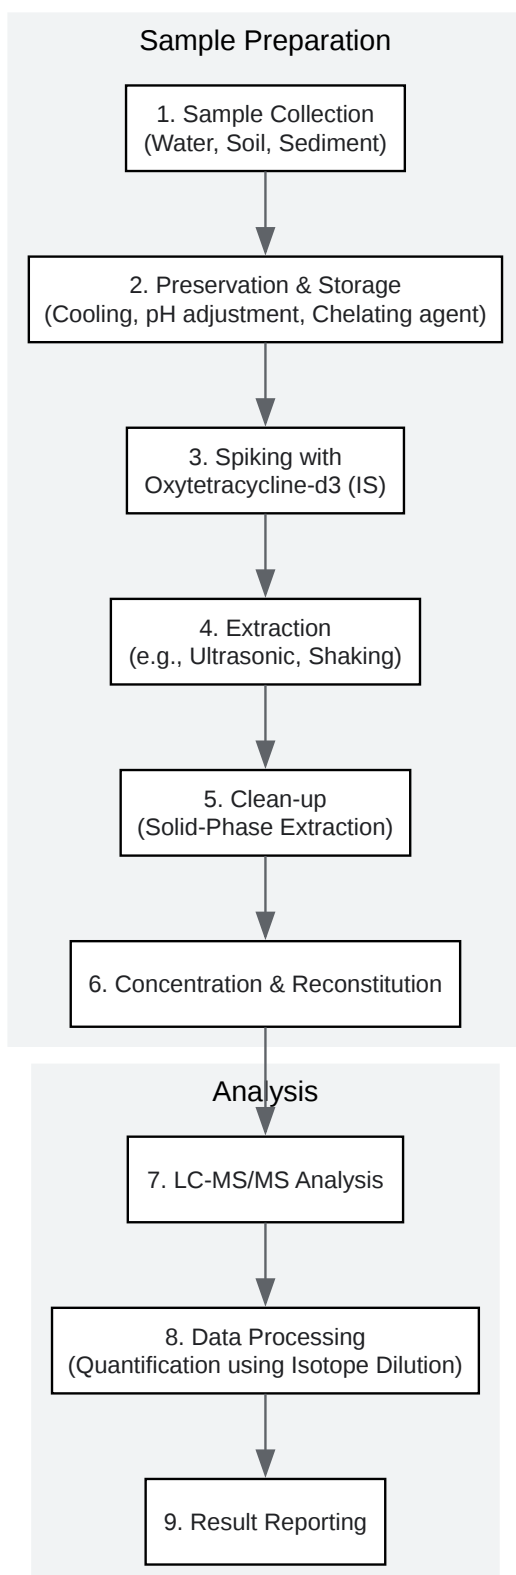 Sample Preparation
1. Sample Collection
(Water, Soil, Sediment)
2. Preservation & Storage
(Cooling, pH adjustment, Chelating agent)
3. Spiking with
Oxytetracycline-d3 (IS)
4. Extraction
(e.g., Ultrasonic, Shaking)
5. Clean-up
(Solid-Phase Extraction)
6. Concentration & Reconstitution
Analysis
7. LC-MS/MS Analysis
8. Data Processing
(Quantification using Isotope Dilution)
9. Result Reporting